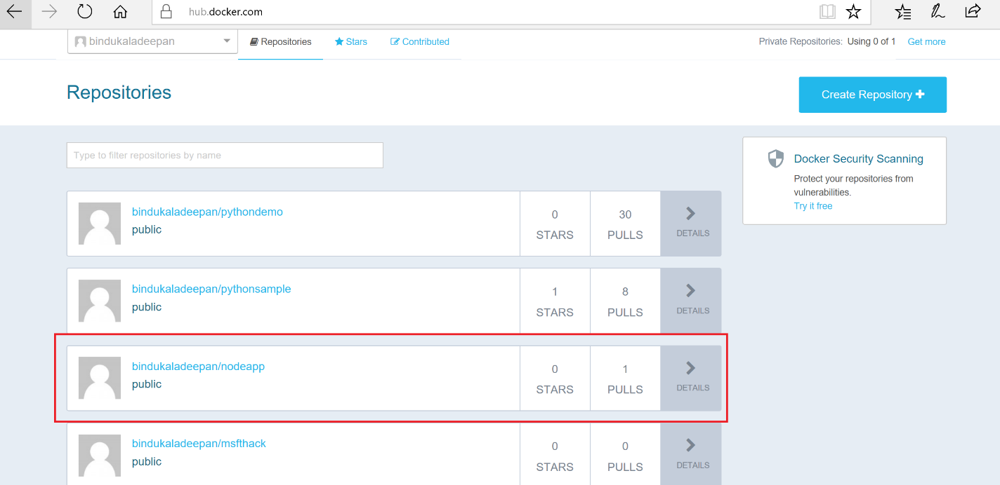 hub.docker.com
bindukaladeepan
Repositories
Stars
Contributed
Private Repositories: Using 0 of 1 Get more
Repositories
Create Repository
Type to filter repositories by name
Docker Security Scanning
Protect your repositories from
vulnerabilities.
Try it free
bindukaladeepan/pythondemo
public
0
STARS
30
PULLS
DETAILS
bindukaladeepan/pythonsample
public
1
STARS
8
PULLS
DETAILS
bindukaladeepan/nodeapp
public
0
STARS
1
PULLS
DETAILS
bindukaladeepan/msfthack
public
0
STARS
0
PULLS
DETAILS